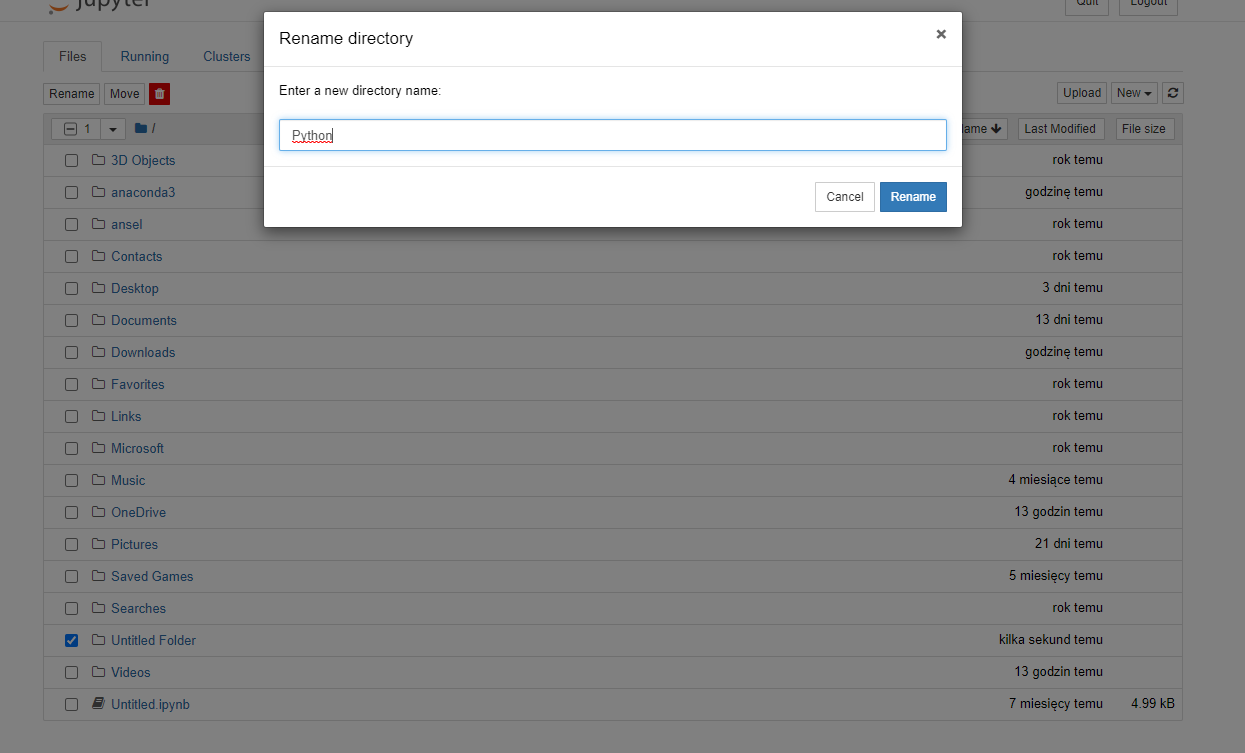 jupyter
Quit Logout
Rename directory ×
Files Running Clusters
Enter a new directory name:
Rename Move
Upload New
Python
1 / Last Modified File size
3D Objects rok temu
anaconda3 godzinę temu
Cancel Rename
ansel rok temu
Contacts rok temu
Desktop 3 dni temu
Documents 13 dni temu
Downloads godzinę temu
Favorites rok temu
Links rok temu
Microsoft rok temu
Music 4 miesiące temu
OneDrive 13 godzin temu
Pictures 21 dni temu
Saved Games 5 miesięcy temu
Searches rok temu
Untitled Folder kilka sekund temu
Videos 13 godzin temu
Untitled.ipynb 7 miesięcy temu 4.99 kB